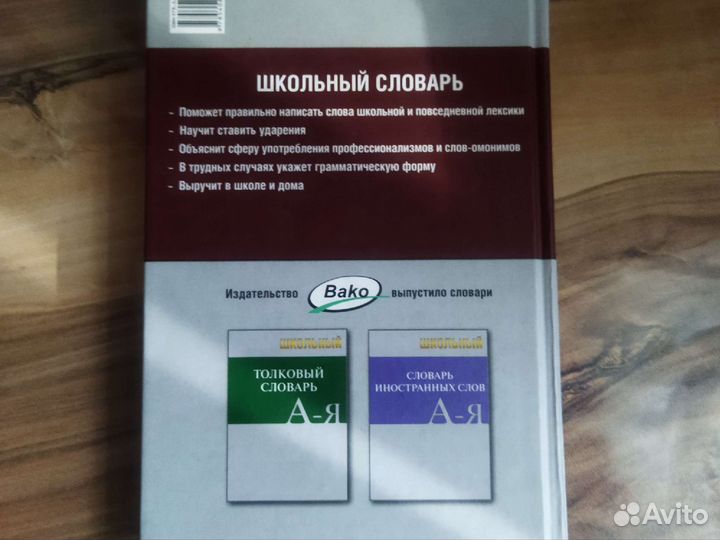 ШКОЛЬНЫЙ СЛОВАРЬ
- Поможет правильно написать слова школьной и повседневной лексики
- Научит ставить ударения
- Объяснит сферу употребления профессионализмов и слов-омонимов
- В трудных случаях укажет грамматическую форму
- Выручит в школе и дома
Издательство Bako выпустило словари
ШКОЛЬНЫЙ
ТОЛКОВЫЙ
СЛОВАРЬ
А-Я
ШКОЛЬНЫЙ
СЛОВАРЬ
ИНОСТРАННЫХ СЛОВ
А-Я
Avito